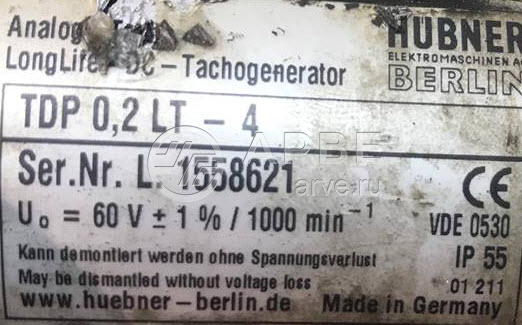 Analog
HÜBNER
LongLife DC – Tachogenerator
ELEKTROMASCHINEN AG
BERLIN
TDP 0,2 LT – 4
АРВЕ
arve.ru
Ser.Nr. L. 1558621
CE
U₀ = 60 V ± 1 % / 1000 min⁻¹
VDE 0530
Kann demontiert werden ohne Spannungsverlust
IP 55
May be dismantled without voltage loss
01 211
www.huebner-berlin.de Made in Germany